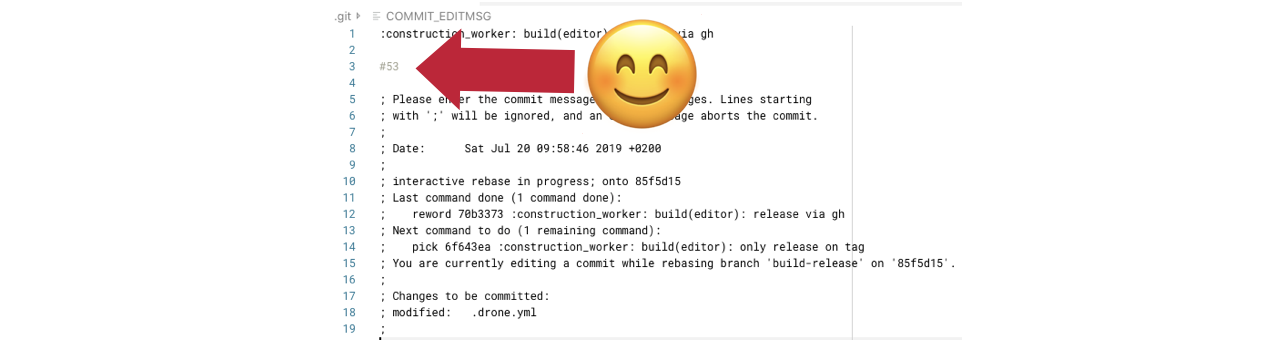 .git COMMIT_EDITMSG
1 :construction_worker: build(editor) via gh
2
3 #53
4
5 ; Please enter the commit message ges. Lines starting
6 ; with ';' will be ignored, and an age aborts the commit.
7 ;
8 ; Date: Sat Jul 20 09:58:46 2019 +0200
9 ;
10 ; interactive rebase in progress; onto 85f5d15
11 ; Last command done (1 command done):
12 ; reword 70b3373 :construction_worker: build(editor): release via gh
13 ; Next command to do (1 remaining command):
14 ; pick 6f643ea :construction_worker: build(editor): only release on tag
15 ; You are currently editing a commit while rebasing branch 'build-release' on '85f5d15'.
16 ;
17 ; Changes to be committed:
18 ; modified: .drone.yml
19 ;